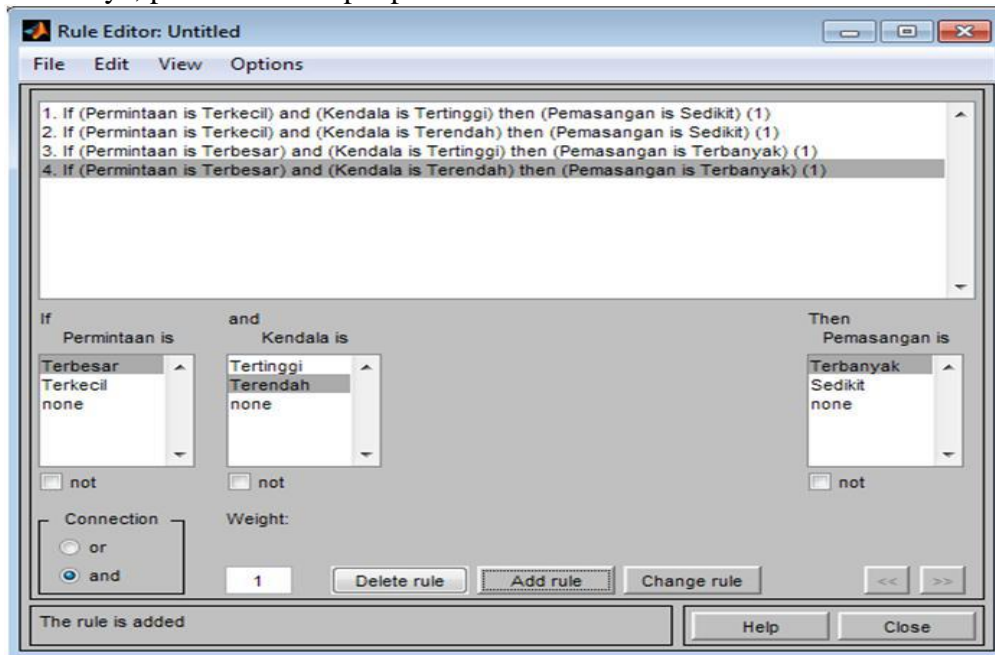 Rule Editor: Untitled
File Edit View Options
1. If (Permintaan is Terkecil) and (Kendala is Tertinggi) then (Pemasangan is Sedikit) (1)
2. If (Permintaan is Terkecil) and (Kendala is Terendah) then (Pemasangan is Sedikit) (1)
3. If (Permintaan is Terbesar) and (Kendala is Tertinggi) then (Pemasangan is Terbanyak) (1)
4. If (Permintaan is Terbesar) and (Kendala is Terendah) then (Pemasangan is Terbanyak) (1)
If and Then
Permintaan is Kendala is Pemasangan is
Terbesar Tertinggi Terbanyak
Terkecil Terendah Sedikit
none none none
not not not
Connection Weight:
or
and 1 Delete rule Add rule Change rule << >>
The rule is added Help Close